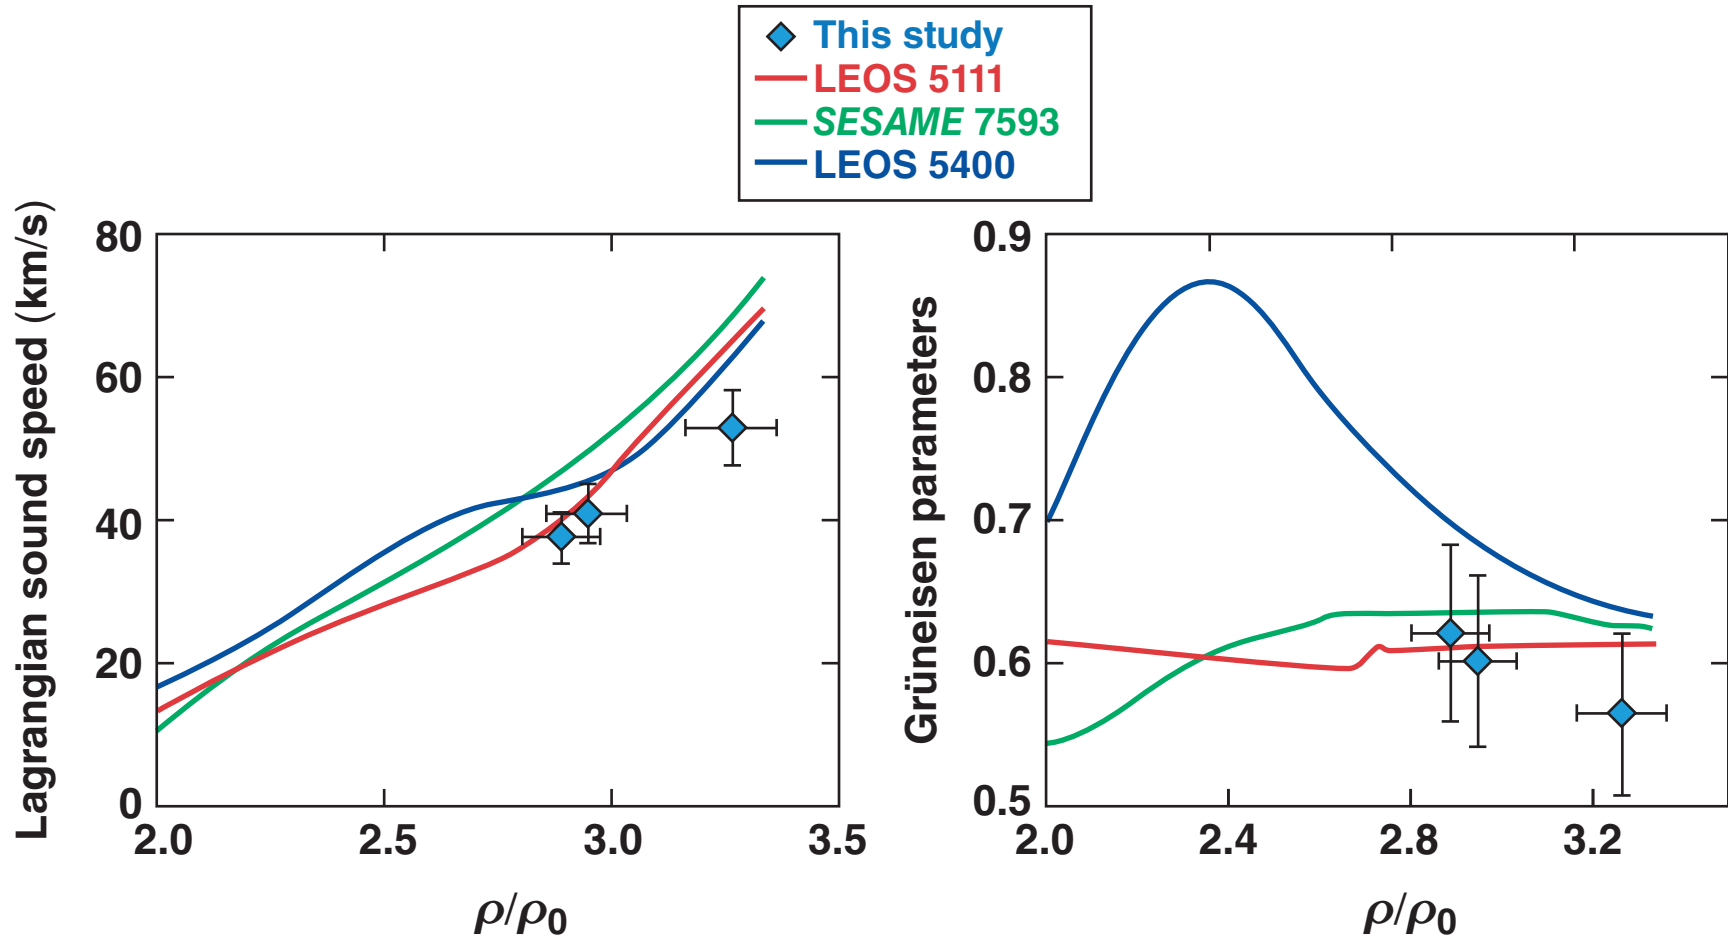 This study
LEOS 5111
SESAME 7593
LEOS 5400
Lagrangian sound speed (km/s)
80
60
40
20
0
2.0 2.5 3.0 3.5
ρ/ρ0
Grüneisen parameters
0.9
0.8
0.7
0.6
0.5
2.0 2.4 2.8 3.2
ρ/ρ0